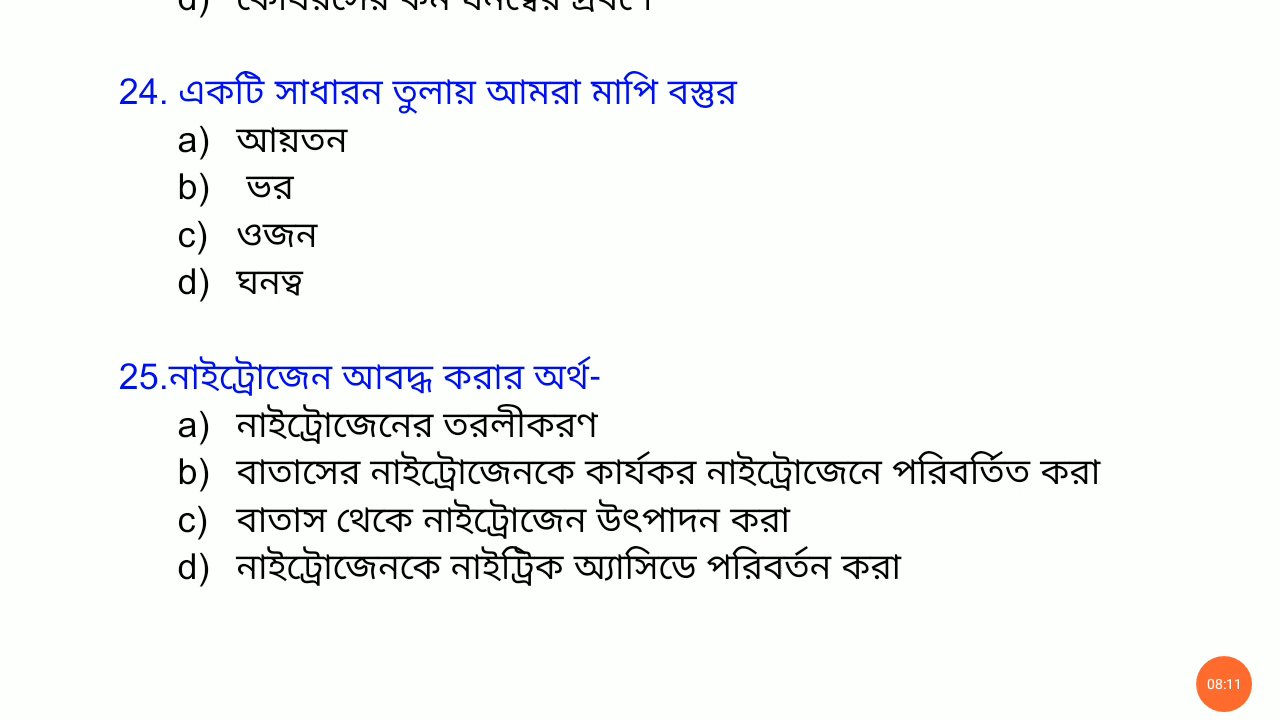 24. একটি সাধারন তুলায় আমরা মাপি বস্তুর
a) আয়তন
b) ভর
c) ওজন
d) ঘনত্ব
25.নাইট্রোজেন আবদ্ধ করার অর্থ-
a) নাইট্রোজেনের তরলীকরণ
b) বাতাসের নাইট্রোজেনকে কার্যকর নাইট্রোজেনে পরিবর্তিত করা
c) বাতাস থেকে নাইট্রোজেন উৎপাদন করা
d) নাইট্রোজেনকে নাইট্রিক অ্যাসিডে পরিবর্তন করা
08:11